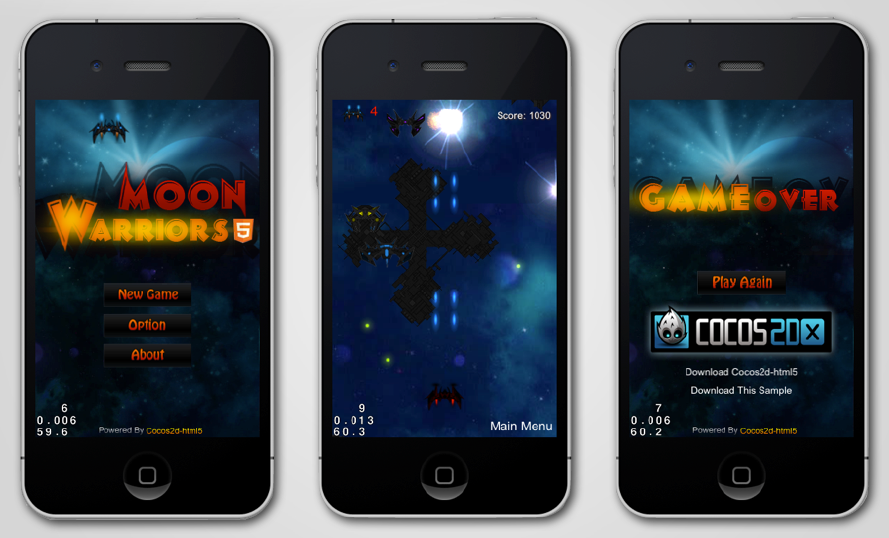 MOON
WARRIORS 5
New Game
Option
About
6
0.006
59.6
Powered By Cocos2d-html5
4
Score: 1030
9
0.013
60.3
Main Menu
GAMEOVER
Play Again
COCOS2DX
Download Cocos2d-html5
Download This Sample
7
0.006
60.2
Powered By Cocos2d-html5